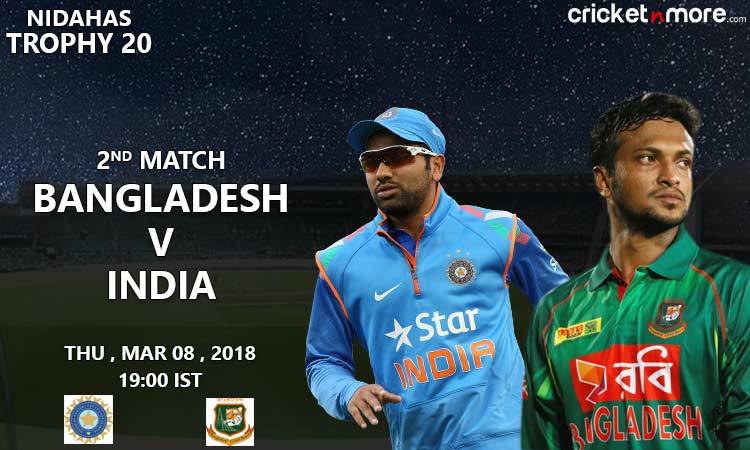 NIDAHAS
TROPHY 20
cricketnmore.com
2ND MATCH
BANGLADESH
V
INDIA
THU , MAR 08 , 2018
19:00 IST
Star
INDIA
রবি
BANGLADESH